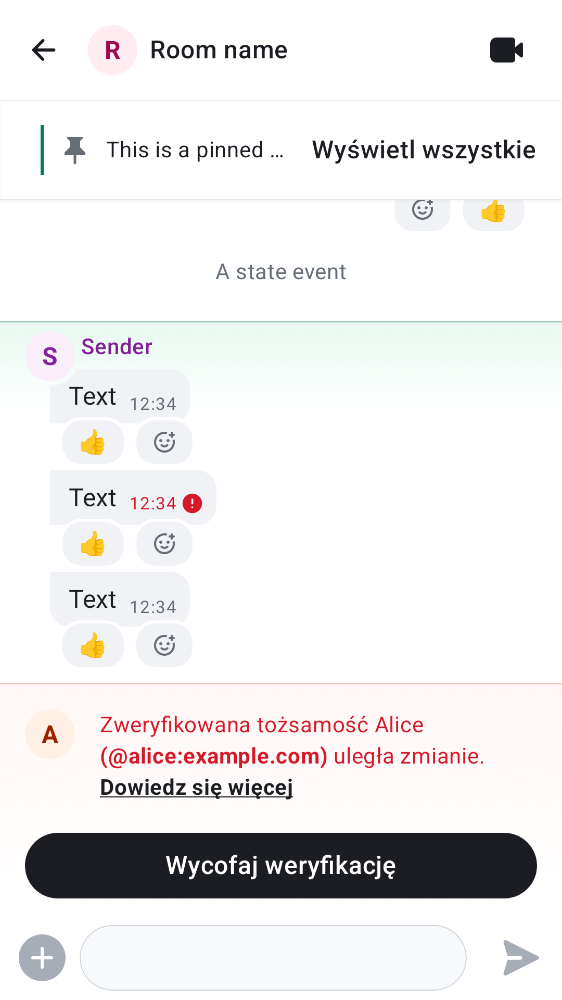 R Room name
This is a pinned … Wyświetl wszystkie
A state event
S Sender
Text 12:34
Text 12:34
Text 12:34
A Zweryfikowana tożsamość Alice
(@alice:example.com) uległa zmianie.
Dowiedz się więcej
Wycofaj weryfikację